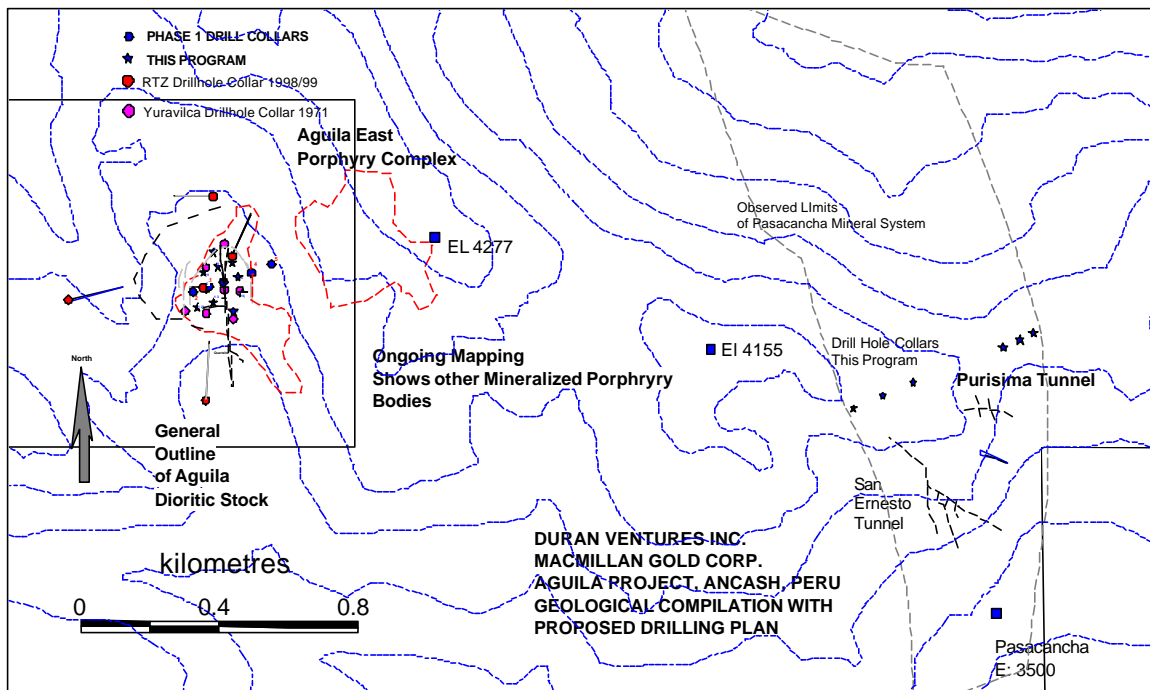 PHASE 1 DRILL COLLARS
THIS PROGRAM
RTZ Drillhole Collar 1998/99
Yuravilca Drillhole Collar 1971
Aguila East
Porphyry Complex
EL 4277
Observed LImits
of Pasacancha Mineral System
North
Ongoing Mapping
Shows other Mineralized Porphryry
Bodies
El 4155
Drill Hole Collars
This Program
Purisima Tunnel
General
Outline
of Aguila
Dioritic Stock
San
Ernesto
Tunnel
kilometres
0 0.4 0.8
DURAN VENTURES INC.
MACMILLAN GOLD CORP.
AGUILA PROJECT, ANCASH, PERU
GEOLOGICAL COMPILATION WITH
PROPOSED DRILLING PLAN
Pasacancha
E: 3500